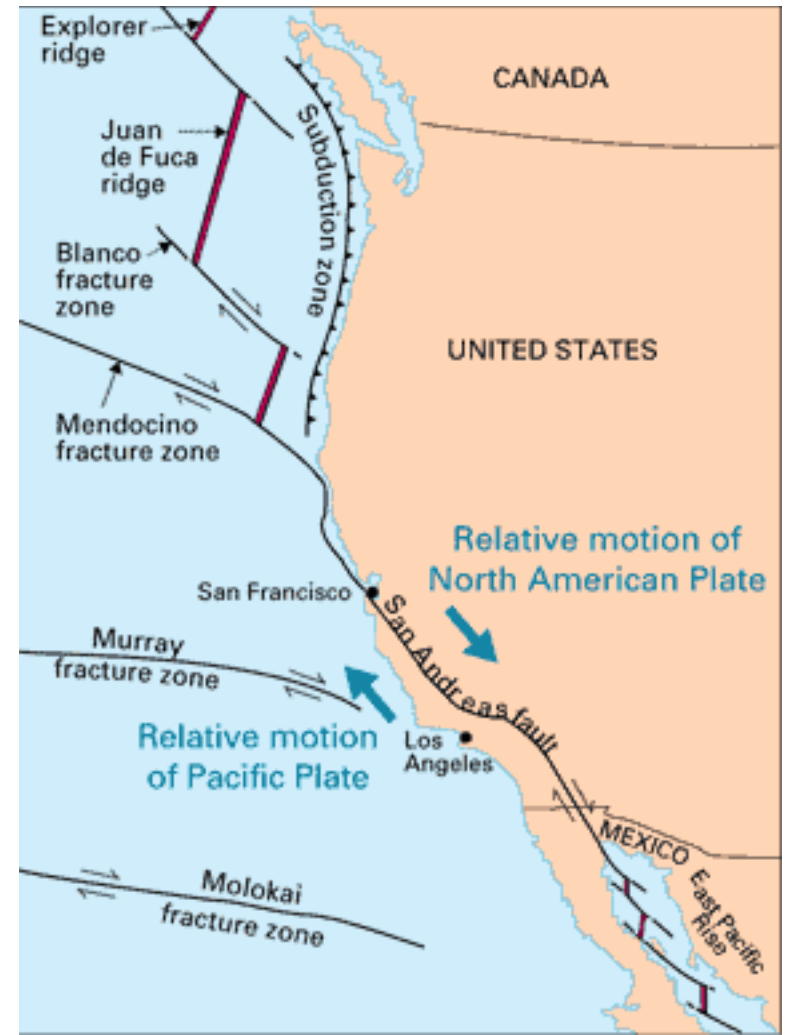 Explorer
ridge
CANADA
Juan
de Fuca
ridge
Subduction zone
Blanco
fracture
zone
UNITED STATES
Mendocino
fracture zone
Relative motion of
North American Plate
San Francisco
San Andreas fault
Murray
fracture zone
Relative motion
of Pacific Plate
Los
Angeles
MEXICO
East Pacific
Rise
Molokai
fracture zone